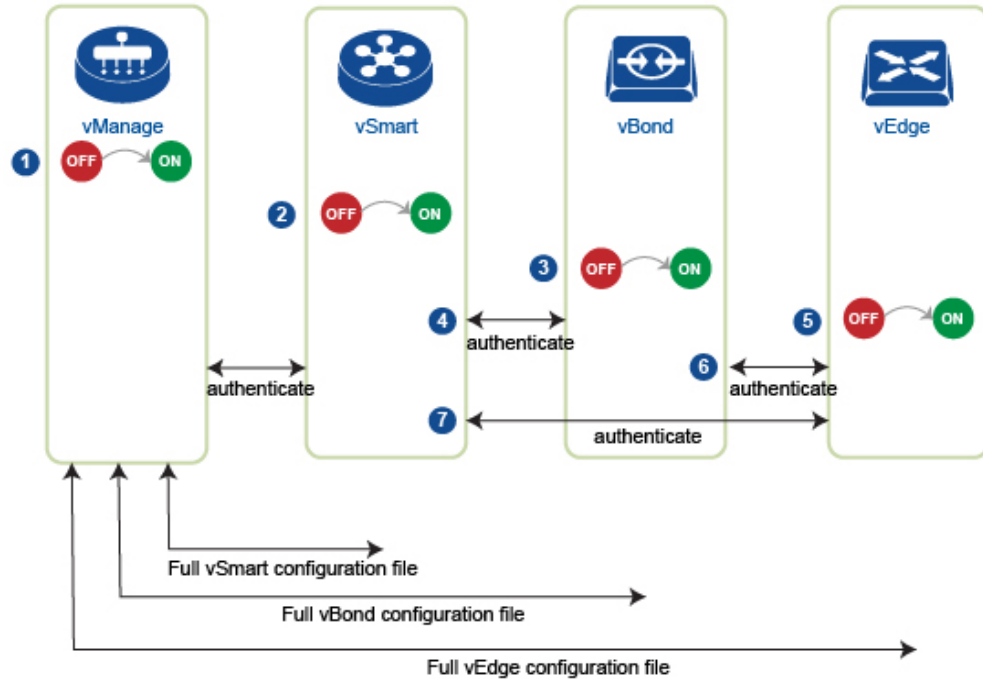 vManage
vSmart
vBond
vEdge
1
OFF
ON
2
OFF
ON
3
OFF
ON
4
authenticate
5
OFF
ON
authenticate
6
authenticate
7
authenticate
Full vSmart configuration file
Full vBond configuration file
Full vEdge configuration file